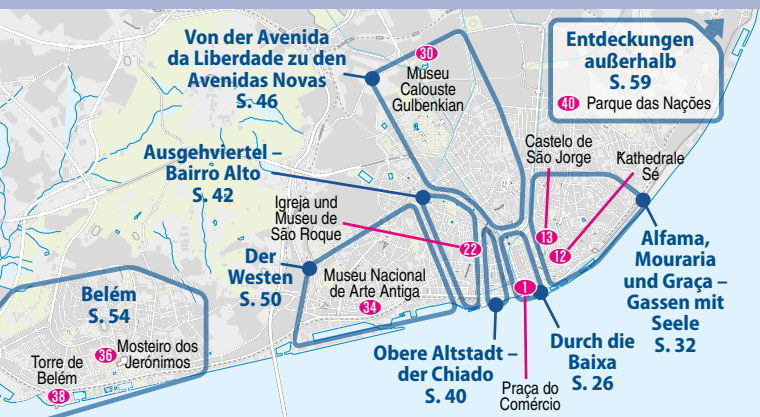 Von der Avenida
da Liberdade zu den
Avenidas Novas
S. 46
30
Museu
Calouste
Gulbenkian
Entdeckungen
außerhalb
S. 59
40 Parque das Nações
Ausgehviertel –
Bairro Alto
S. 42
Igreja und
Museu de
São Roque
22
Castelo de
São Jorge
13
Kathedrale
Sé
12
Alfama,
Mouraria
und Graça –
Gassen mit
Seele
S. 32
Der
Westen
S. 50
Museu Nacional
de Arte Antiga
34
Belém
S. 54
36 Mosteiro dos
Jerónimos
Torre de
Belém
38
Obere Altstadt –
der Chiado
S. 40
1
Praça do
Comércio
Durch die
Baixa
S. 26